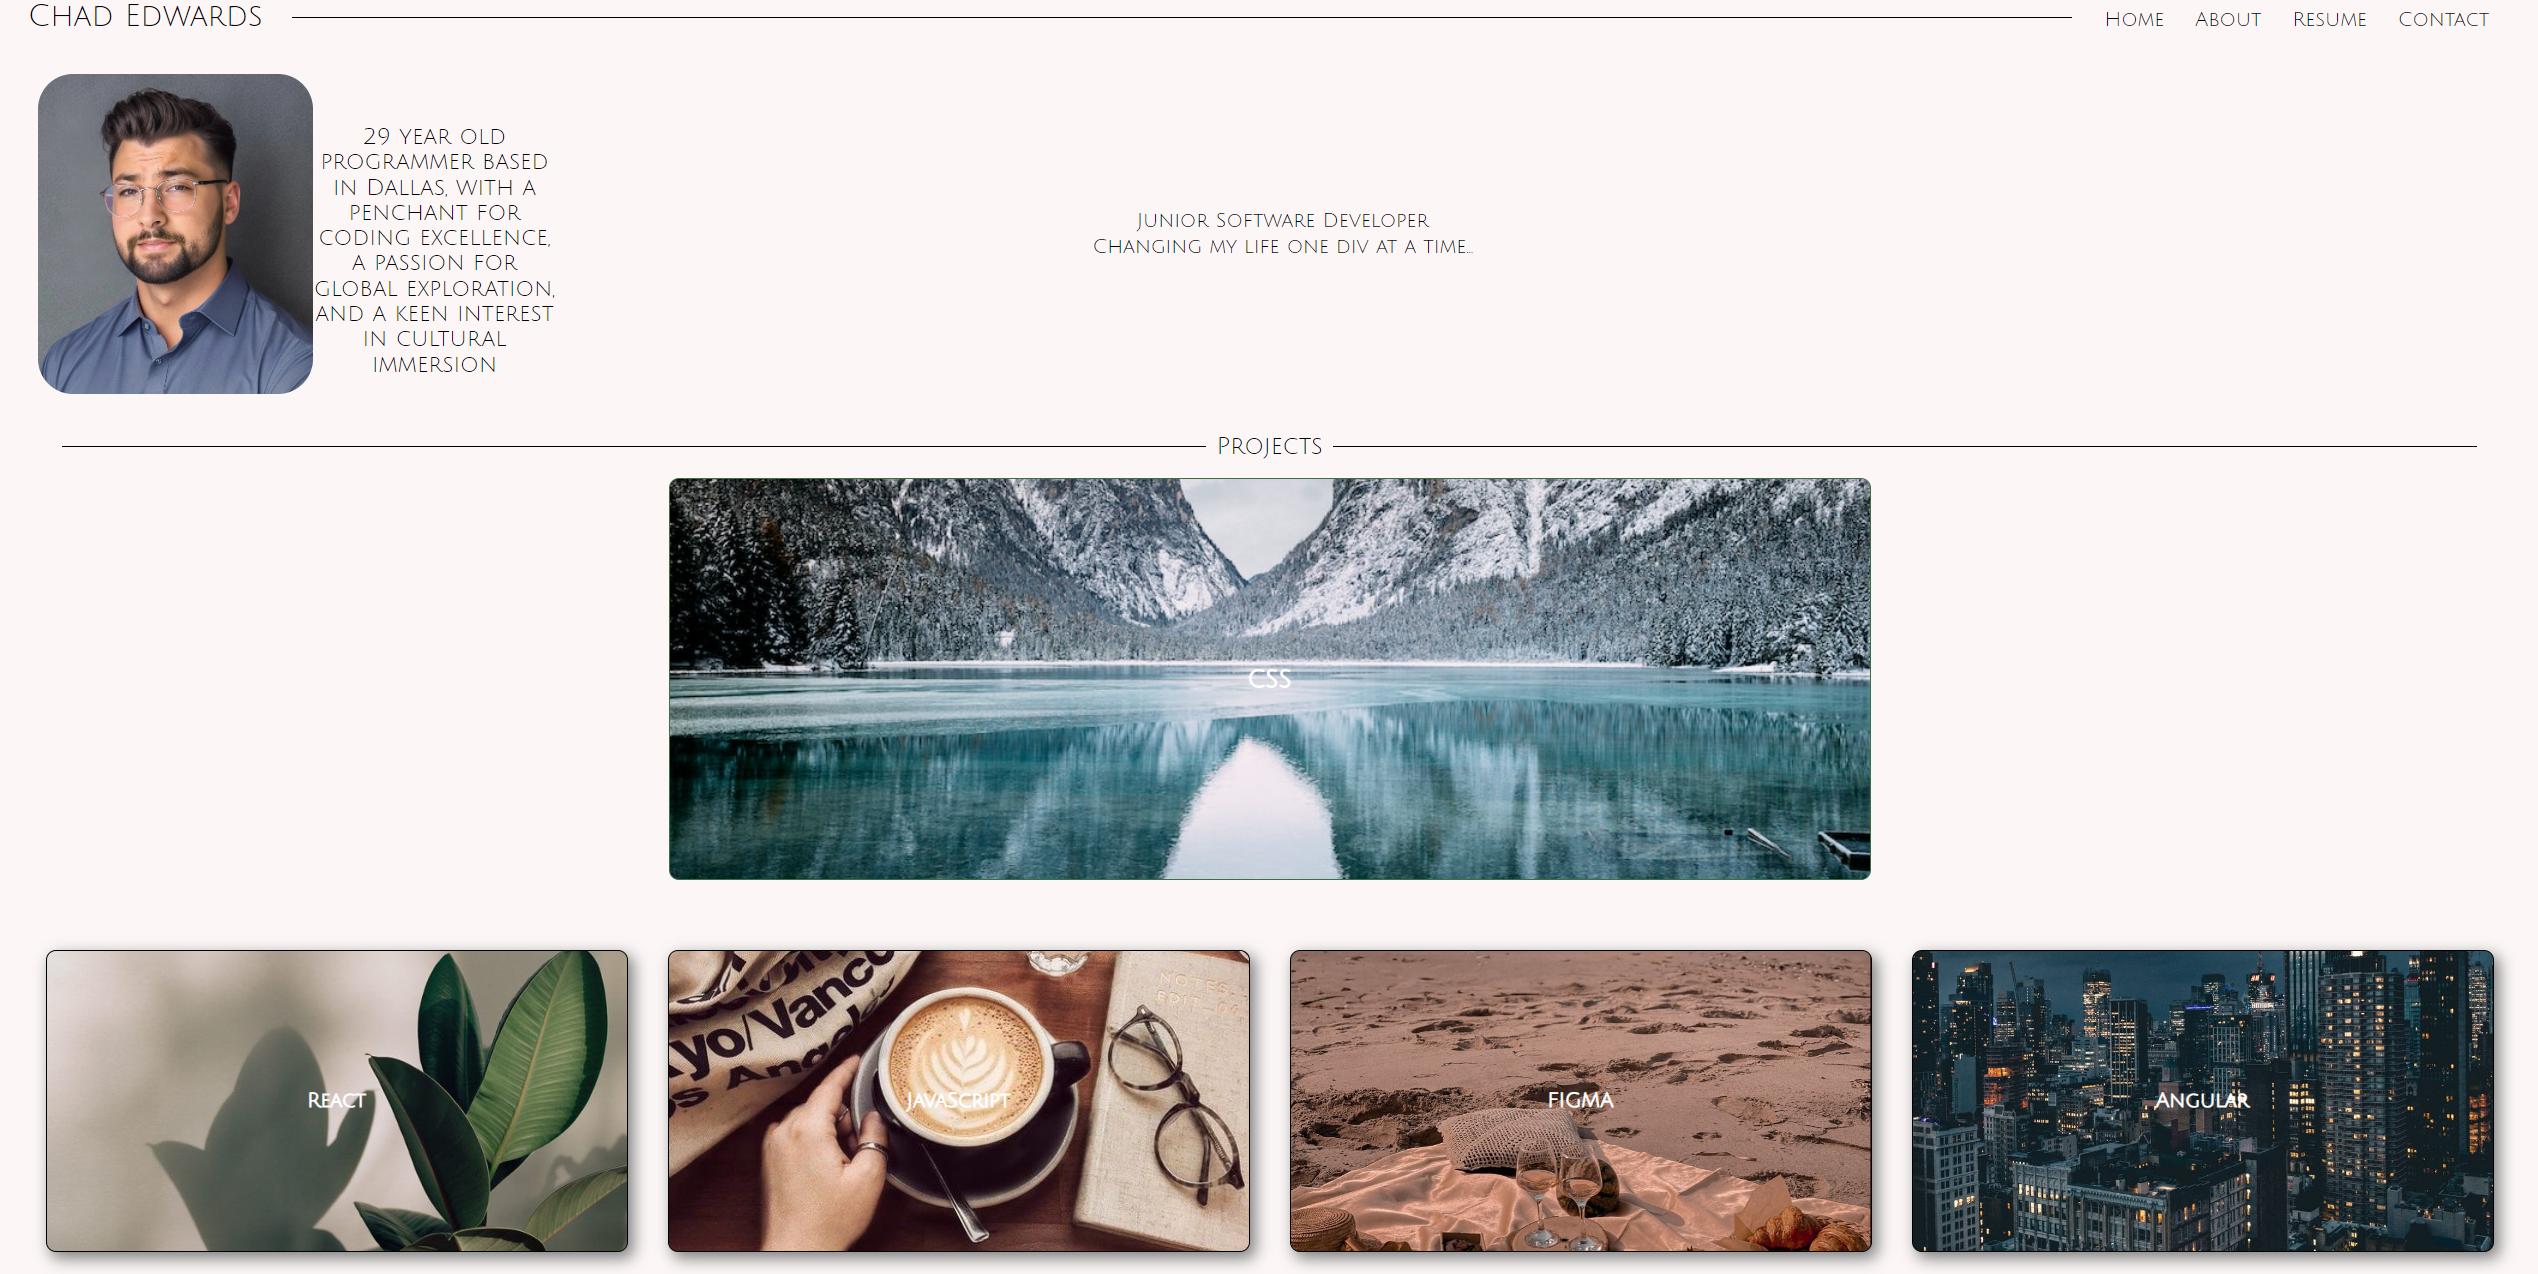 Chad Edwards
Home About Resume Contact
29 year old
programmer based
in Dallas, with a
penchant for
coding excellence,
a passion for
global exploration,
and a keen interest
in cultural
immersion
Junior Software Developer
Changing my life one div at a time...
Projects
CSS
React
JavaScript
Figma
Angular
NOTES
EDIT